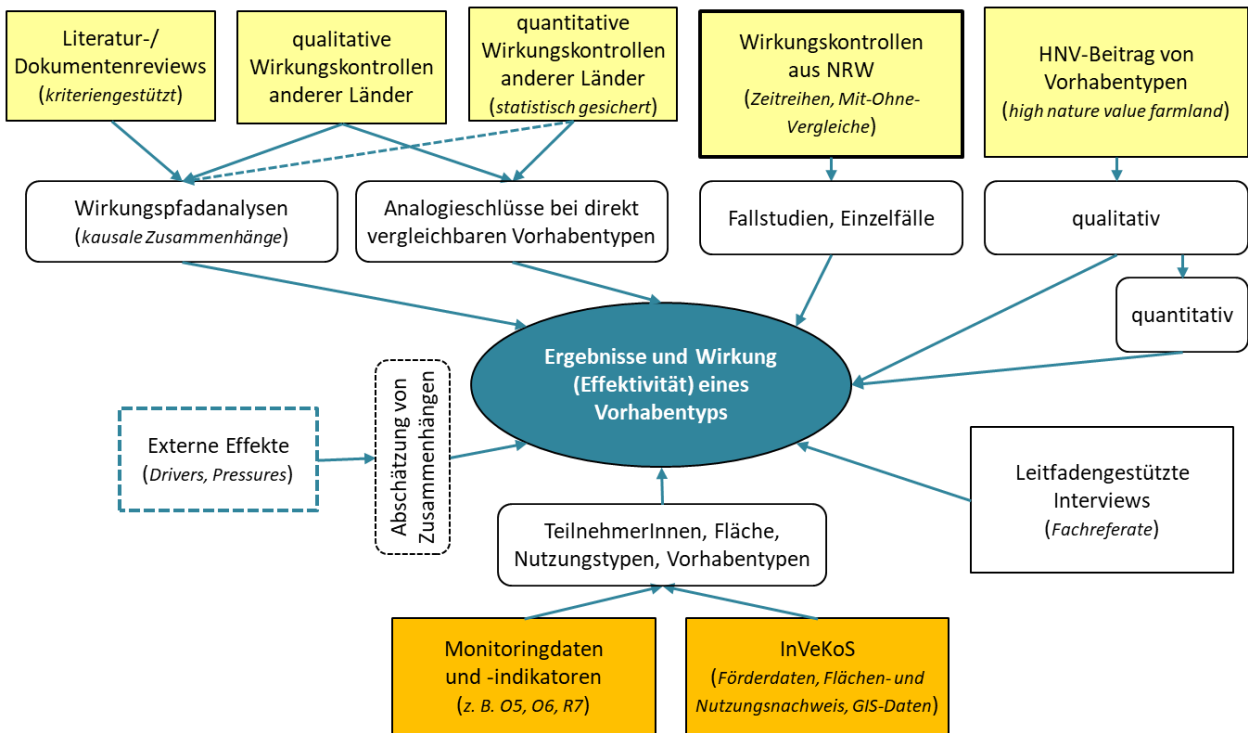 Literatur-/
Dokumentenreviews
(kriteriengestützt)
qualitative
Wirkungskontrollen
anderer Länder
quantitative
Wirkungskontrollen
anderer Länder
(statistisch gesichert)
Wirkungskontrollen
aus NRW
(Zeitreihen, Mit-Ohne-
Vergleiche)
HNV-Beitrag von
Vorhabentypen
(high nature value farmland)
Wirkungspfadanalysen
(kausale Zusammenhänge)
Analogieschlüsse bei direkt
vergleichbaren Vorhabentypen
Fallstudien, Einzelfälle
qualitativ
quantitativ
Ergebnisse und Wirkung
(Effektivität) eines
Vorhabentyps
Externe Effekte
(Drivers, Pressures)
Abschätzung von
Zusammenhängen
Leitfadengestützte
Interviews
(Fachreferate)
TeilnehmerInnen, Fläche,
Nutzungstypen, Vorhabentypen
Monitoringdaten
und -indikatoren
(z. B. O5, O6, R7)
InVeKoS
(Förderdaten, Flächen- und
Nutzungsnachweis, GIS-Daten)